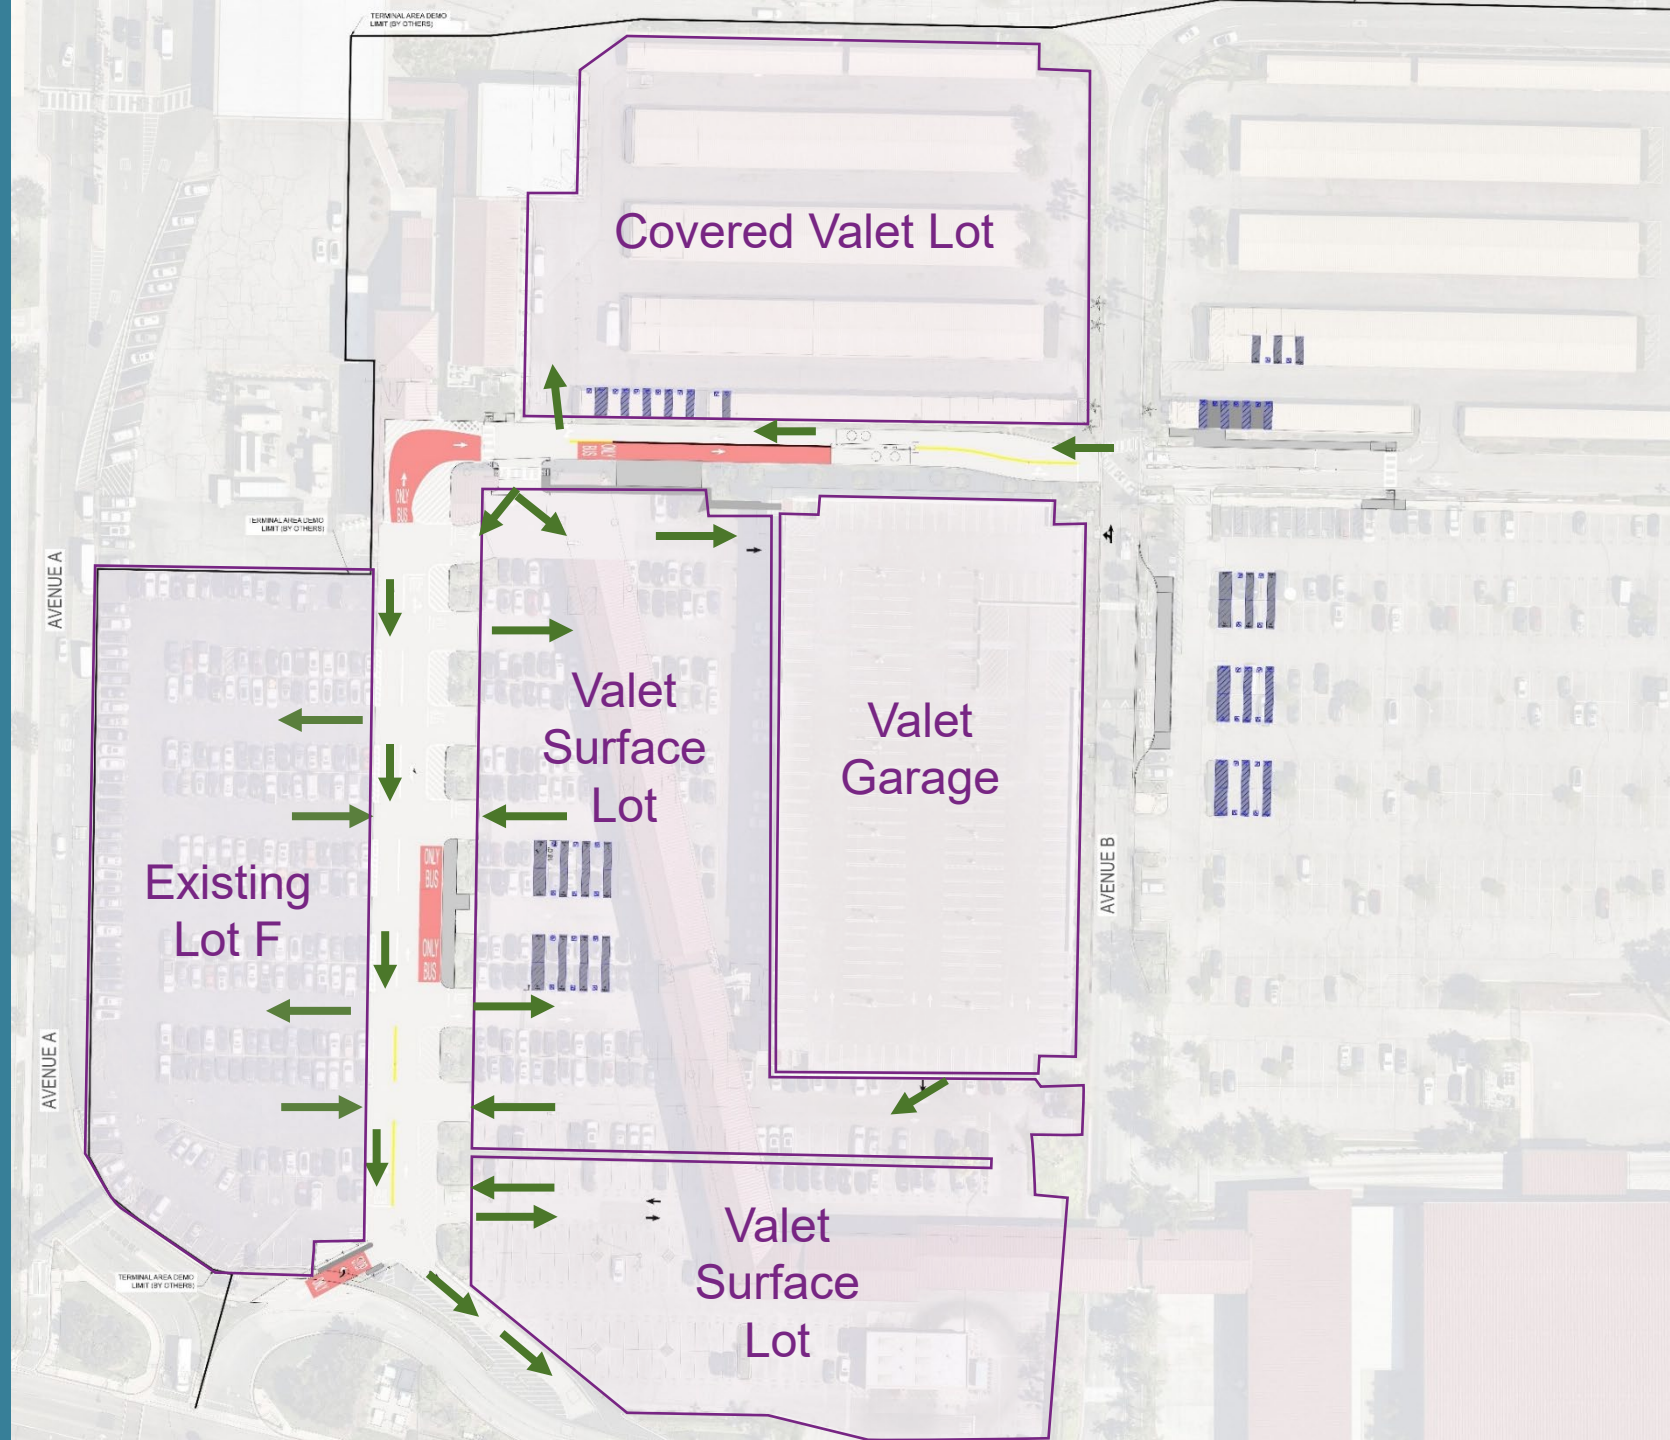 TERMINAL AREA DEMO
LIMIT (BY OTHERS)
Covered Valet Lot
ONLY
BUS
ONLY
BUS
TERMINAL AREA DEMO
LIMIT (BY OTHERS)
AVENUE A
Valet
Surface
Lot
Valet
Garage
ONLY
BUS
Existing
Lot F
ONLY
BUS
AVENUE B
AVENUE A
Valet
Surface
Lot
TERMINAL AREA DEMO
LIMIT (BY OTHERS)